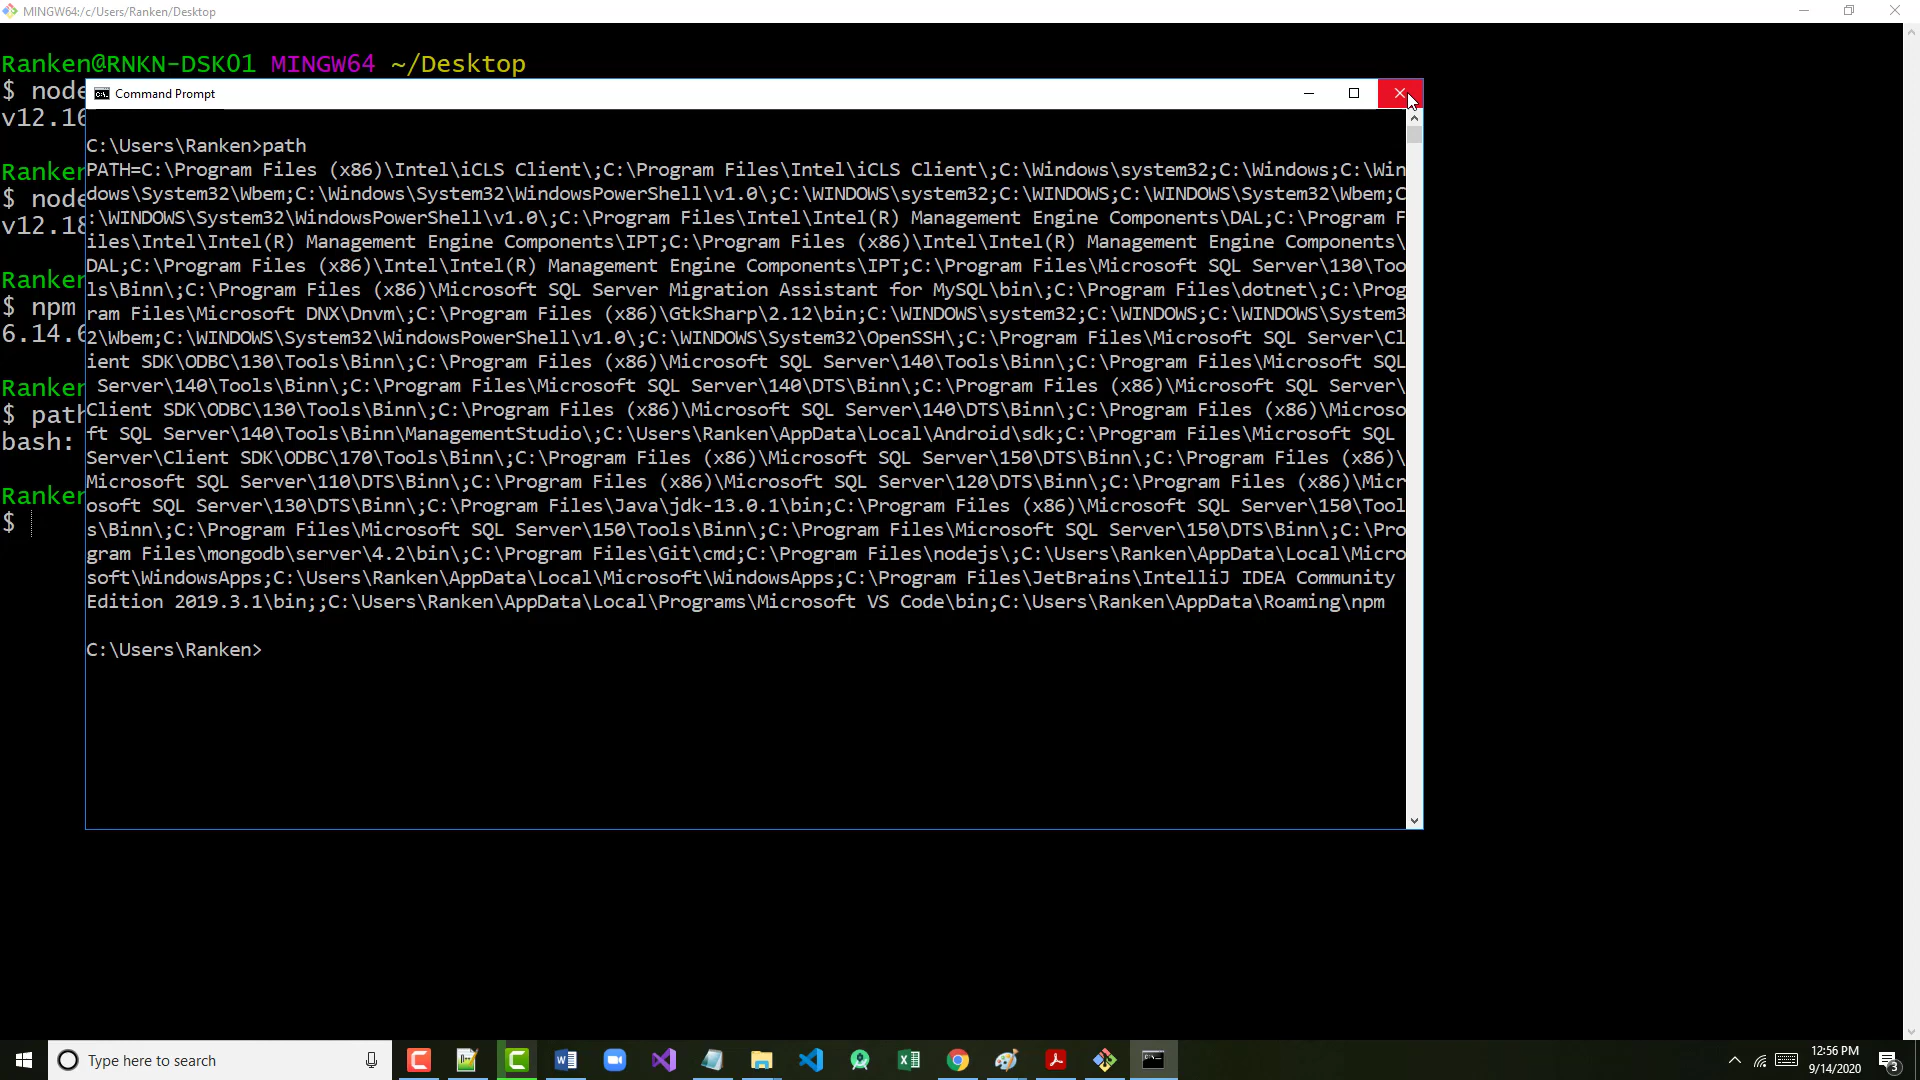 MINGW64:/c/Users/Ranken/Desktop
Ranken@RNKN-DSK01 MINGW64 ~/Desktop
$ node
v12.16
Ranken
$ node
v12.18
Ranken
$ npm
6.14.6
Ranken
$ path
bash:
Ranken
$
Command Prompt
C:\Users\Ranken>path
PATH=C:\Program Files (x86)\Intel\iCLS Client\;C:\Program Files\Intel\iCLS Client\;C:\Windows\system32;C:\Windows;C:\Win
dows\System32\Wbem;C:\Windows\System32\WindowsPowerShell\v1.0\;C:\WINDOWS\system32;C:\WINDOWS;C:\WINDOWS\System32\Wbem;C
:\WINDOWS\System32\WindowsPowerShell\v1.0\;C:\Program Files\Intel\Intel(R) Management Engine Components\DAL;C:\Program F
iles\Intel\Intel(R) Management Engine Components\IPT;C:\Program Files (x86)\Intel\Intel(R) Management Engine Components\
DAL;C:\Program Files (x86)\Intel\Intel(R) Management Engine Components\IPT;C:\Program Files\Microsoft SQL Server\130\Too
ls\Binn\;C:\Program Files (x86)\Microsoft SQL Server Migration Assistant for MySQL\bin\;C:\Program Files\dotnet\;C:\Prog
ram Files\Microsoft DNX\Dnvm\;C:\Program Files (x86)\GtkSharp\2.12\bin;C:\WINDOWS\system32;C:\WINDOWS;C:\WINDOWS\System3
2\Wbem;C:\WINDOWS\System32\WindowsPowerShell\v1.0\;C:\WINDOWS\System32\OpenSSH\;C:\Program Files\Microsoft SQL Server\Cl
ient SDK\ODBC\130\Tools\Binn\;C:\Program Files (x86)\Microsoft SQL Server\140\Tools\Binn\;C:\Program Files\Microsoft SQL
 Server\140\Tools\Binn\;C:\Program Files\Microsoft SQL Server\140\DTS\Binn\;C:\Program Files (x86)\Microsoft SQL Server\
Client SDK\ODBC\130\Tools\Binn\;C:\Program Files (x86)\Microsoft SQL Server\140\DTS\Binn\;C:\Program Files (x86)\Microso
ft SQL Server\140\Tools\Binn\ManagementStudio\;C:\Users\Ranken\AppData\Local\Android\sdk;C:\Program Files\Microsoft SQL
Server\Client SDK\ODBC\170\Tools\Binn\;C:\Program Files (x86)\Microsoft SQL Server\150\DTS\Binn\;C:\Program Files (x86)\
Microsoft SQL Server\110\DTS\Binn\;C:\Program Files (x86)\Microsoft SQL Server\120\DTS\Binn\;C:\Program Files (x86)\Micr
osoft SQL Server\130\DTS\Binn\;C:\Program Files\Java\jdk-13.0.1\bin;C:\Program Files (x86)\Microsoft SQL Server\150\Tool
s\Binn\;C:\Program Files\Microsoft SQL Server\150\Tools\Binn\;C:\Program Files\Microsoft SQL Server\150\DTS\Binn\;C:\Pro
gram Files\mongodb\server\4.2\bin\;C:\Program Files\Git\cmd;C:\Program Files\nodejs\;C:\Users\Ranken\AppData\Local\Micro
soft\WindowsApps;C:\Users\Ranken\AppData\Local\Microsoft\WindowsApps;C:\Program Files\JetBrains\IntelliJ IDEA Community
Edition 2019.3.1\bin;;C:\Users\Ranken\AppData\Local\Programs\Microsoft VS Code\bin;C:\Users\Ranken\AppData\Roaming\npm
C:\Users\Ranken>
Type here to search
12:56 PM
9/14/2020
3